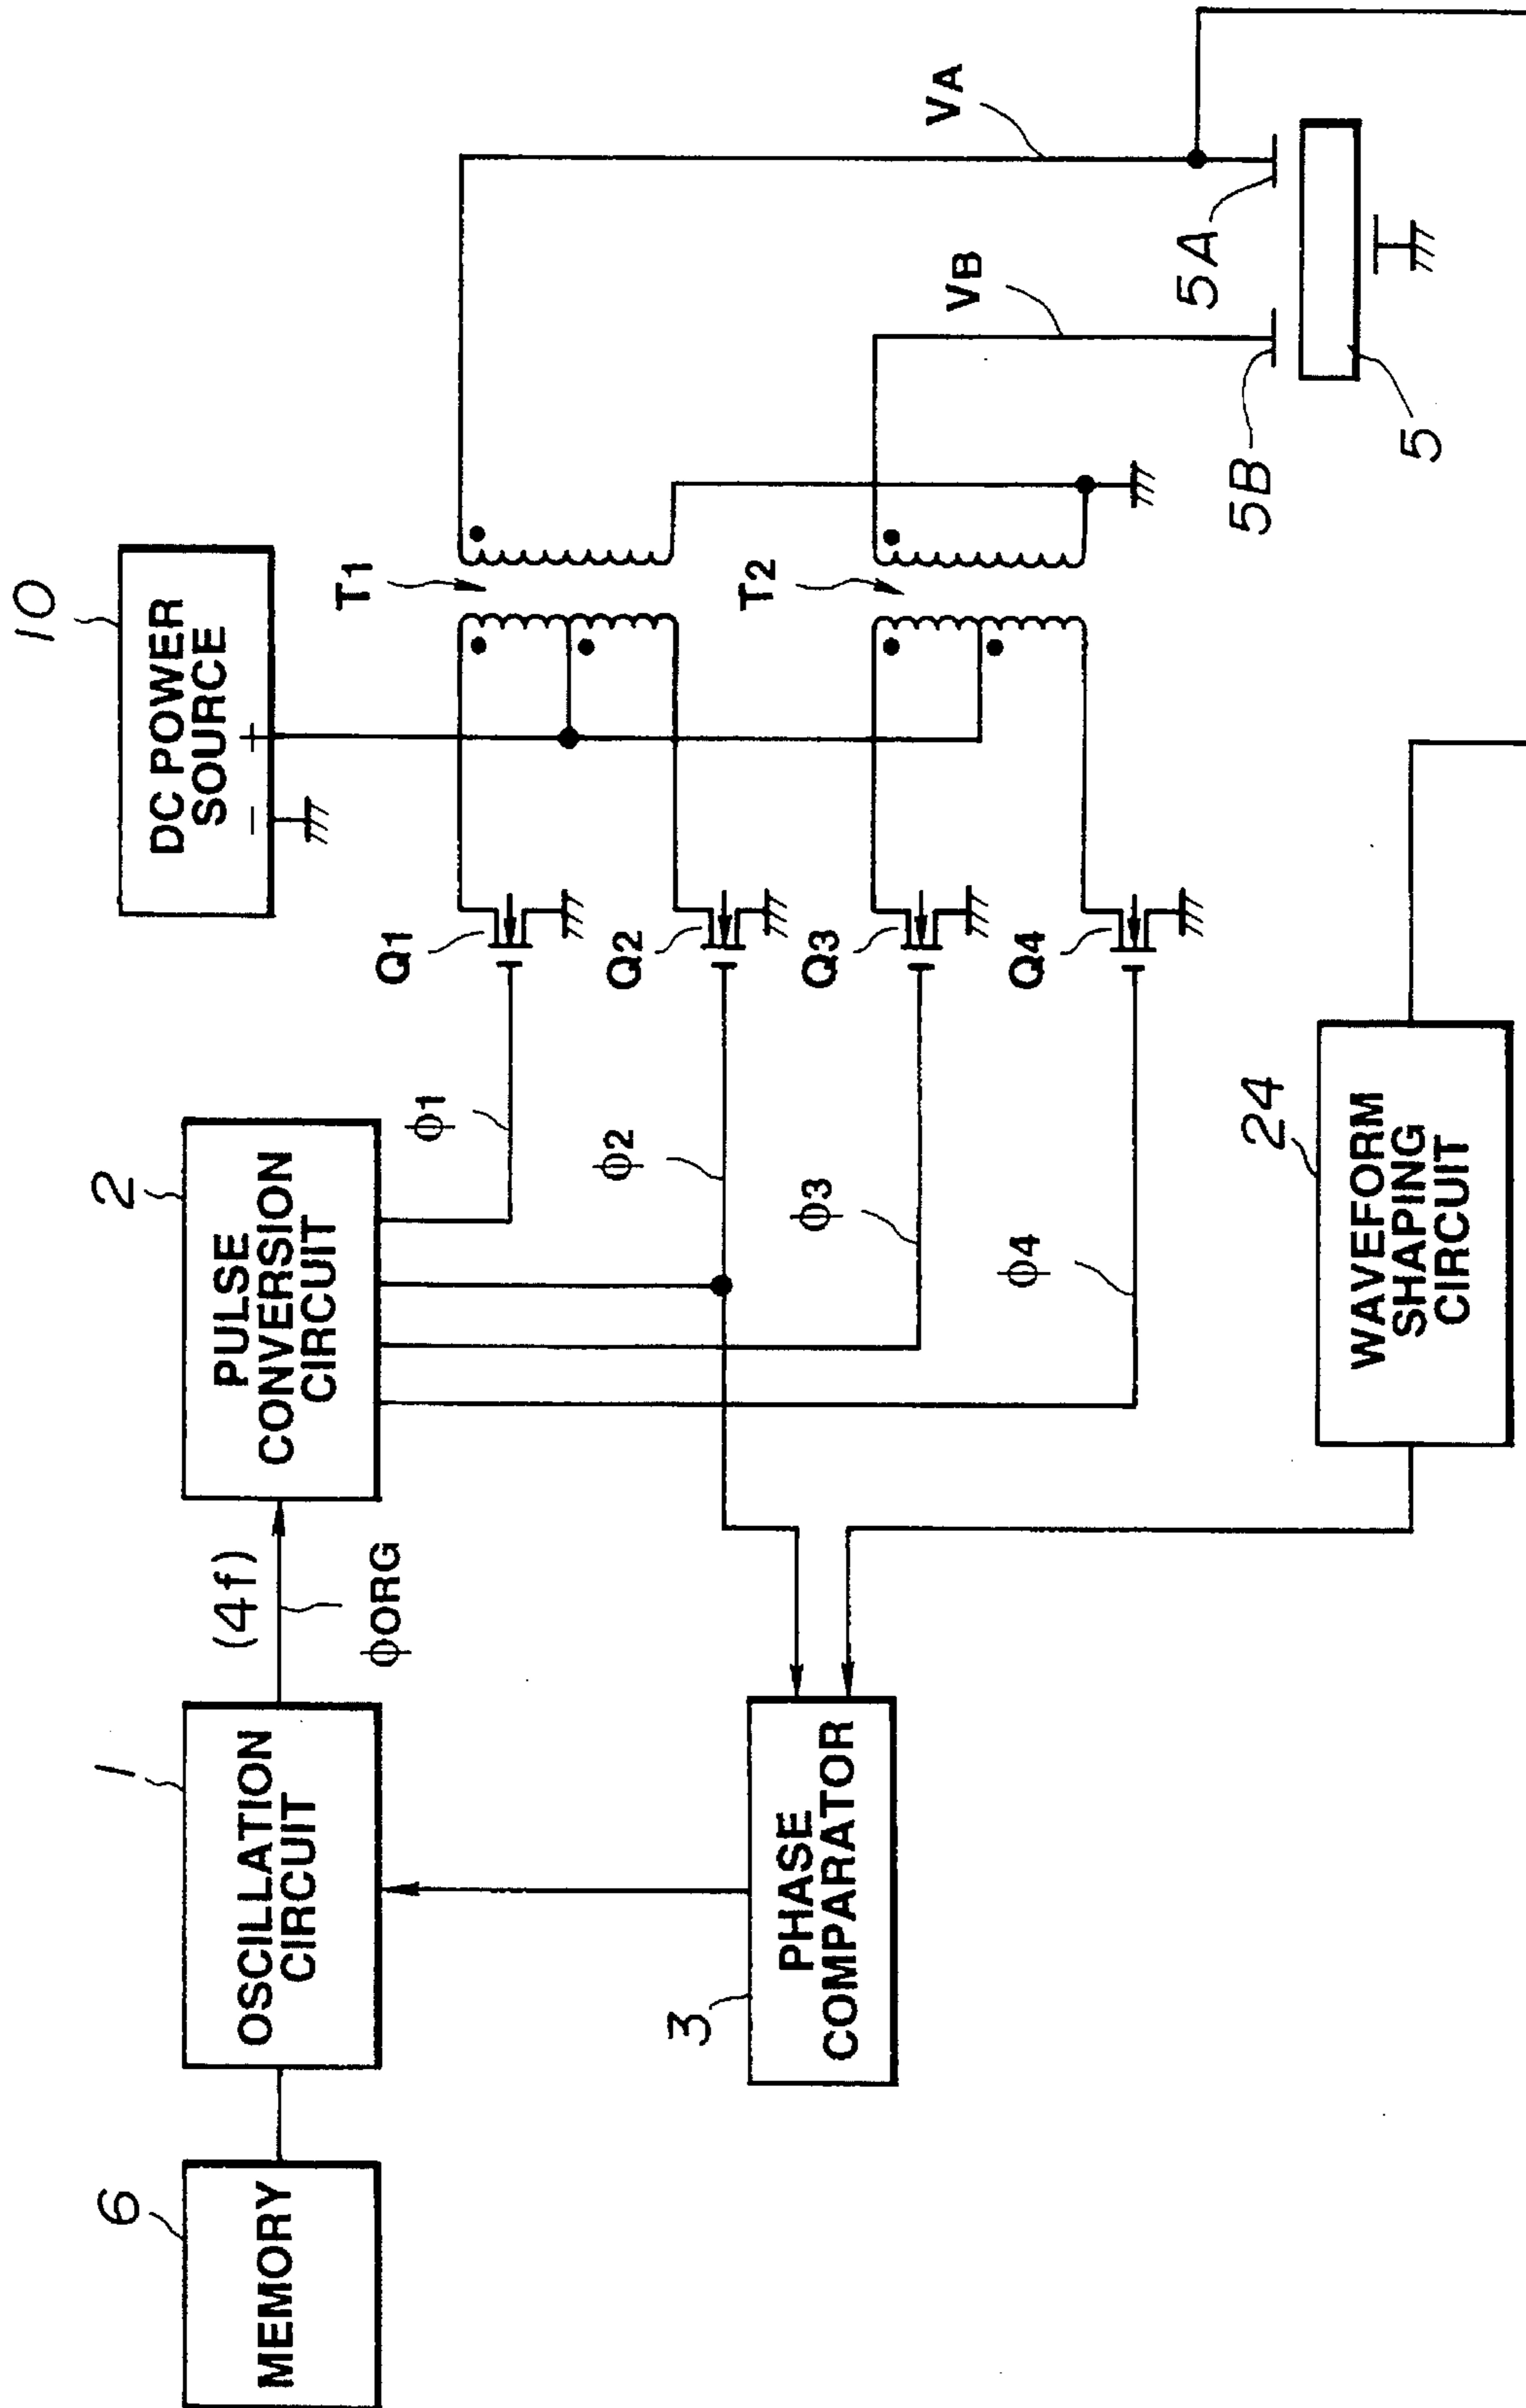 10
DC POWER
SOURCE
− +
T1
T2
VA
VB
5A
5B
5
Q1
Q2
Q3
Q4
2
PULSE
CONVERSION
CIRCUIT
ϕ1
ϕ2
ϕ3
ϕ4
24
WAVEFORM
SHAPING
CIRCUIT
(4f)
ϕORG
1
OSCILLATION
CIRCUIT
3
PHASE
COMPARATOR
6
MEMORY